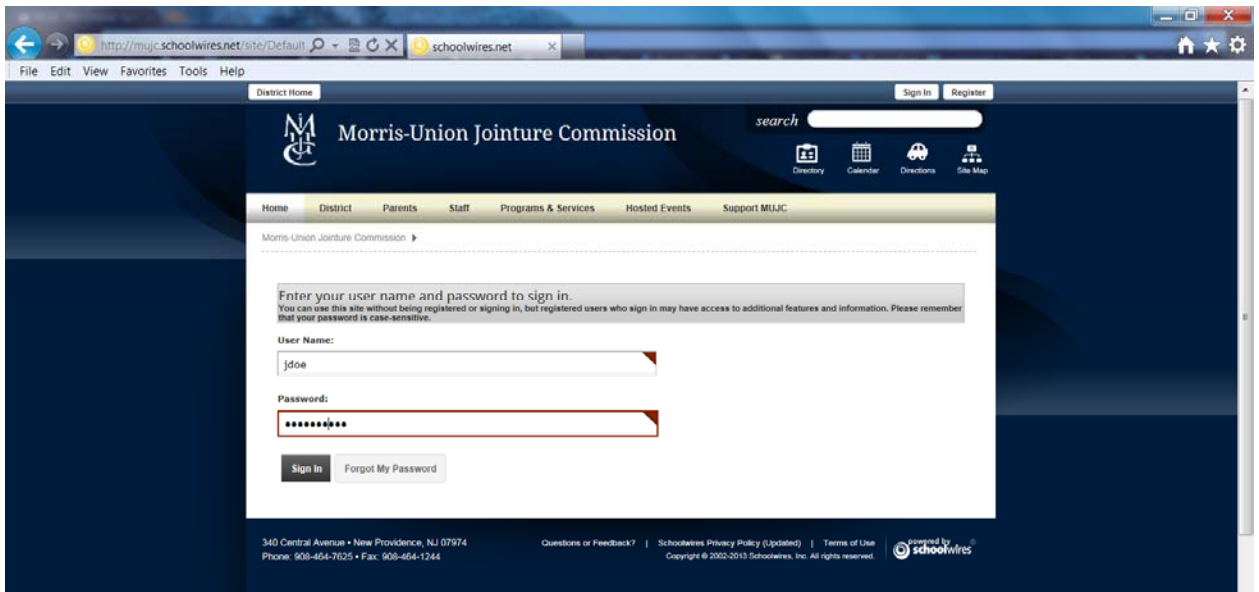 http://mujc.schoolwires.net/site/Default
schoolwires.net
File Edit View Favorites Tools Help
District Home
Sign In Register
Morris-Union Jointure Commission
search
Directory Calendar Directions Site Map
Home District Parents Staff Programs & Services Hosted Events Support MUJC
Morris-Union Jointure Commission
Enter your user name and password to sign in.
You can use this site without being registered or signing in, but registered users who sign in may have access to additional features and information. Please remember
that your password is case-sensitive.
User Name:
jdoe
Password:
••••••••••
Sign In Forgot My Password
340 Central Avenue • New Providence, NJ 07974
Phone: 908-464-7625 • Fax: 908-464-1244
Questions or Feedback? | Schoolwires Privacy Policy (Updated) | Terms of Use
Copyright © 2002-2013 Schoolwires, Inc. All rights reserved.
powered by
schoolwires